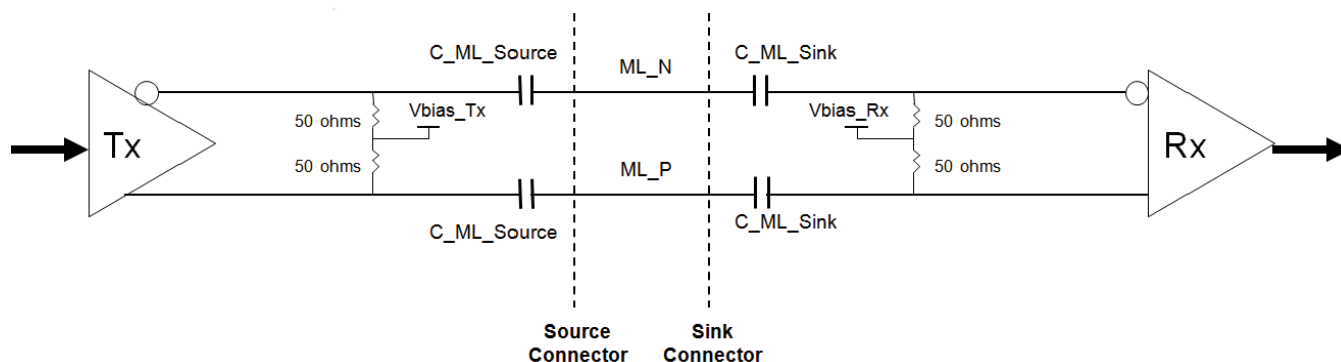 C_ML_Source
ML_N
C_ML_Sink
Tx
50 ohms
Vbias_Tx
Vbias_Rx
50 ohms
Rx
50 ohms
50 ohms
ML_P
C_ML_Source
C_ML_Sink
Source
Connector
Sink
Connector